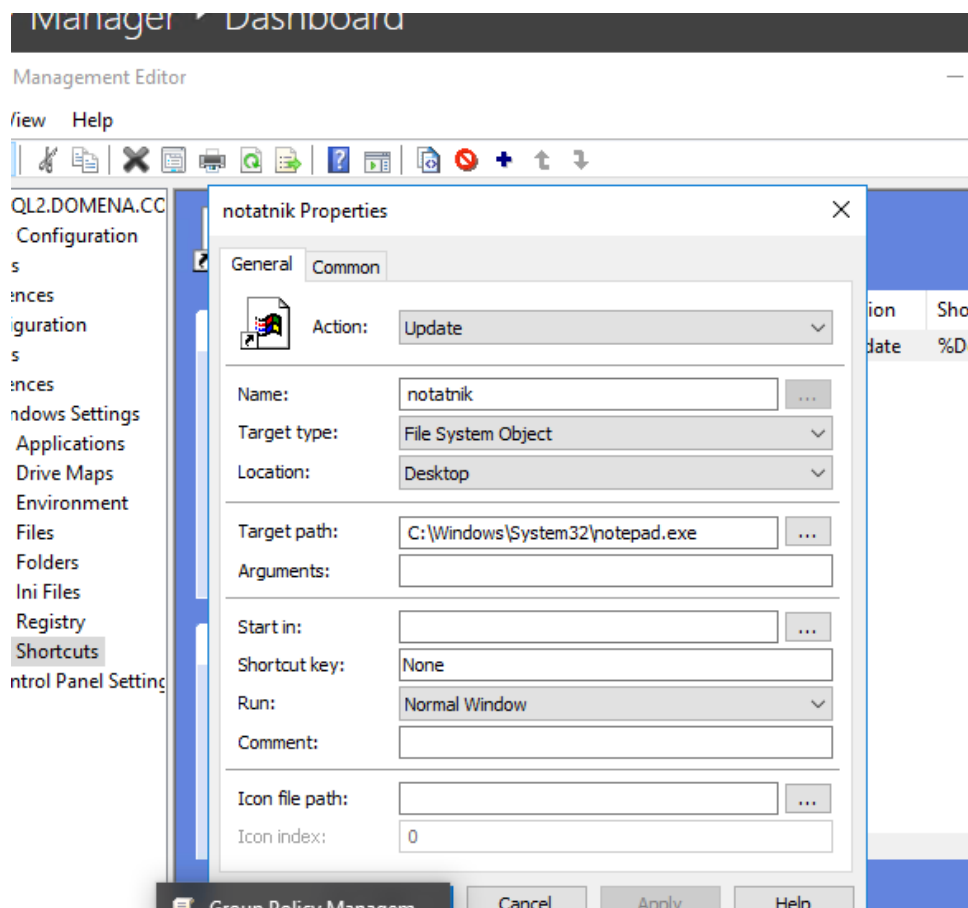 Manager Dashboard
Management Editor
View Help
QL2.DOMENA.CC
Configuration
s
ences
iguration
s
ences
ndows Settings
Applications
Drive Maps
Environment
Files
Folders
Ini Files
Registry
Shortcuts
ntrol Panel Setting
notatnik Properties
General Common
Action: Update
Name: notatnik ...
Target type: File System Object
Location: Desktop
Target path: C:\Windows\System32\notepad.exe ...
Arguments:
Start in: ...
Shortcut key: None
Run: Normal Window
Comment:
Icon file path: ...
Icon index: 0
Cancel Apply Help
ion Sho
date %D
Group Policy Managem...